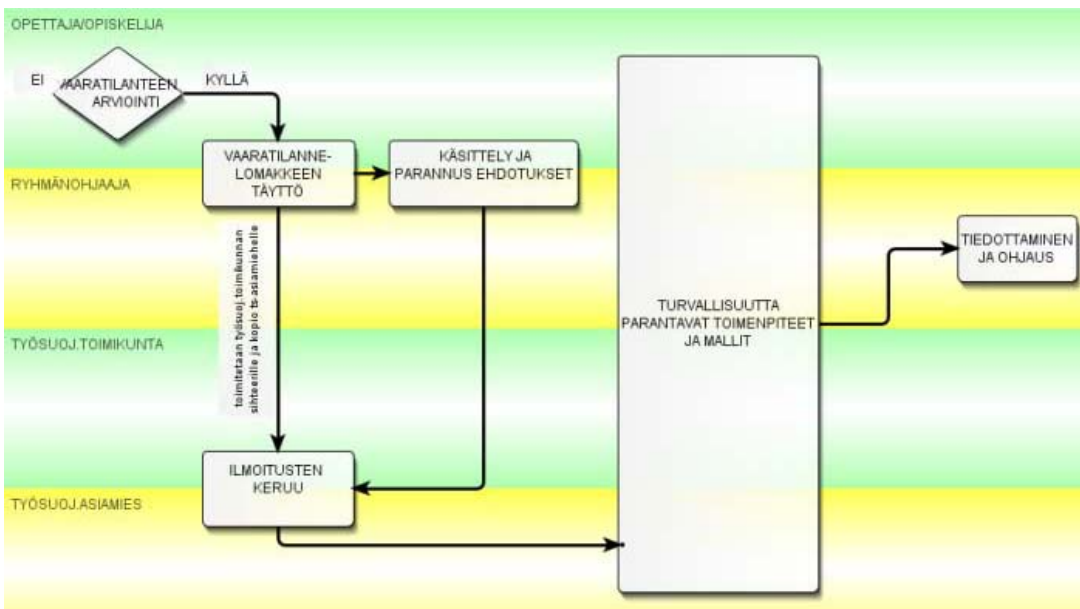 OPETTAJA/OPISKELIJA
EI
VAARATILANTEEN
ARVIOINTI
KYLLÄ
VAARATILANNE-
LOMAKKEEN
TÄYTTÖ
KÄSITTELY JA
PARANNUS EHDOTUKSET
RYHMÄNOHJAAJA
toimitetaan työsuoj.toimikunnan
sihteerille ja kopio ts-asiamiehelle
TIEDOTTAMINEN
JA OHJAUS
TURVALLISUUTTA
PARANTAVAT TOIMENPITEET
JA MALLIT
TYÖSUOJ.TOIMIKUNTA
ILMOITUSTEN
KERUU
TYÖSUOJ.ASIAMIES